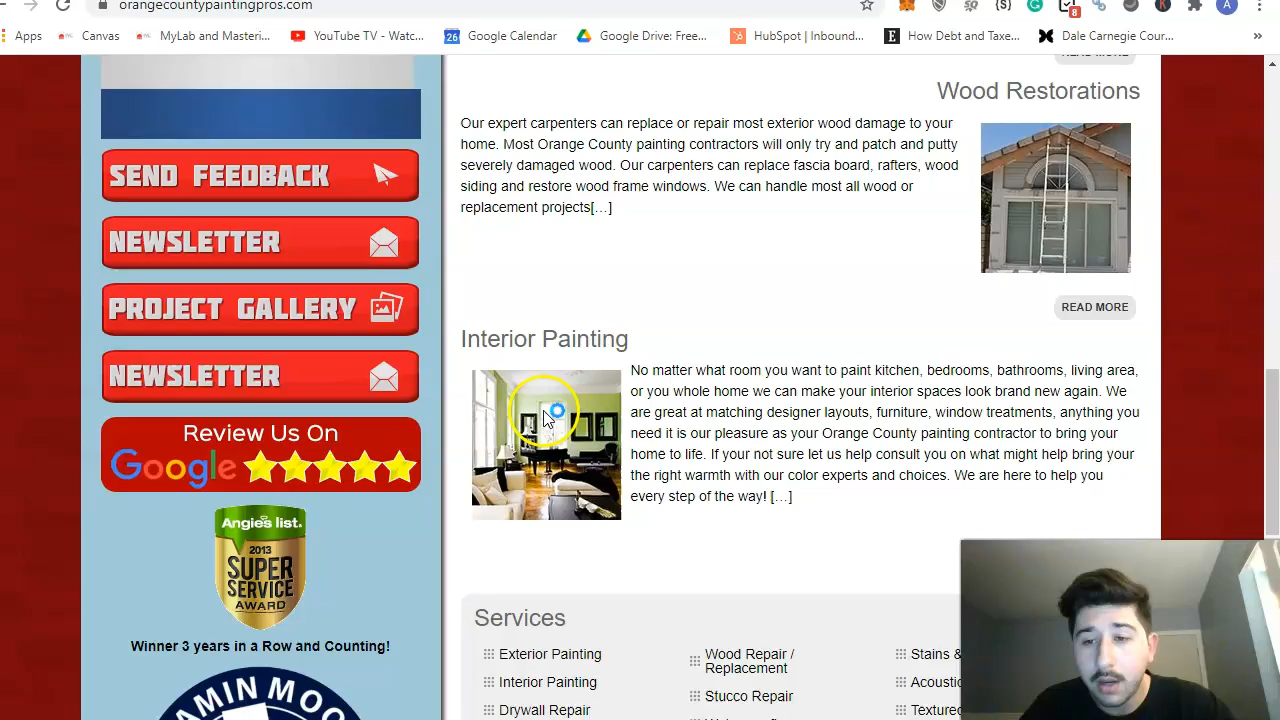 orangecountypaintingpros.com
8
A
Apps
Canvas
MyLab and Masteri...
YouTube TV - Watc...
26
Google Calendar
Google Drive: Free...
HubSpot | Inbound...
E
How Debt and Taxe...
Dale Carnegie Cour...
»
Wood Restorations
Our expert carpenters can replace or repair most exterior wood damage to your
home. Most Orange County painting contractors will only try and patch and putty
severely damaged wood. Our carpenters can replace fascia board, rafters, wood
siding and restore wood frame windows. We can handle most all wood or
replacement projects[…]
READ MORE
SEND FEEDBACK
NEWSLETTER
PROJECT GALLERY
NEWSLETTER
Review Us On
Google
Angie's list.
2013
SUPER
SERVICE
AWARD
Winner 3 years in a Row and Counting!
AMIN MOO
Interior Painting
No matter what room you want to paint kitchen, bedrooms, bathrooms, living area,
or you whole home we can make your interior spaces look brand new again. We
are great at matching designer layouts, furniture, window treatments, anything you
need it is our pleasure as your Orange County painting contractor to bring your
home to life. If your not sure let us help consult you on what might help bring your
the right warmth with our color experts and choices. We are here to help you
every step of the way! […]
Services
Exterior Painting
Interior Painting
Drywall Repair
Wood Repair /
Replacement
Stucco Repair
Stains &
Acoustic
Textured